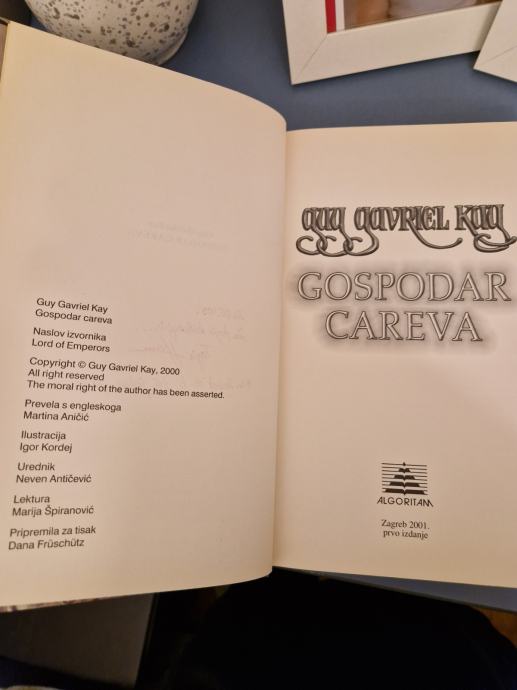 Guy Gavriel Kay
Gospodar careva
Naslov izvornika
Lord of Emperors
Copyright © Guy Gavriel Kay, 2000
All right reserved
The moral right of the author has been asserted.
Prevela s engleskoga
Martina Aničić
Ilustracija
Igor Kordej
Urednik
Neven Antičević
Lektura
Marija Špiranović
Pripremila za tisak
Dana Früschütz
GUY GAVRIEL KAY
GOSPODAR
CAREVA
ALGORITAM
Zagreb 2001.
prvo izdanje